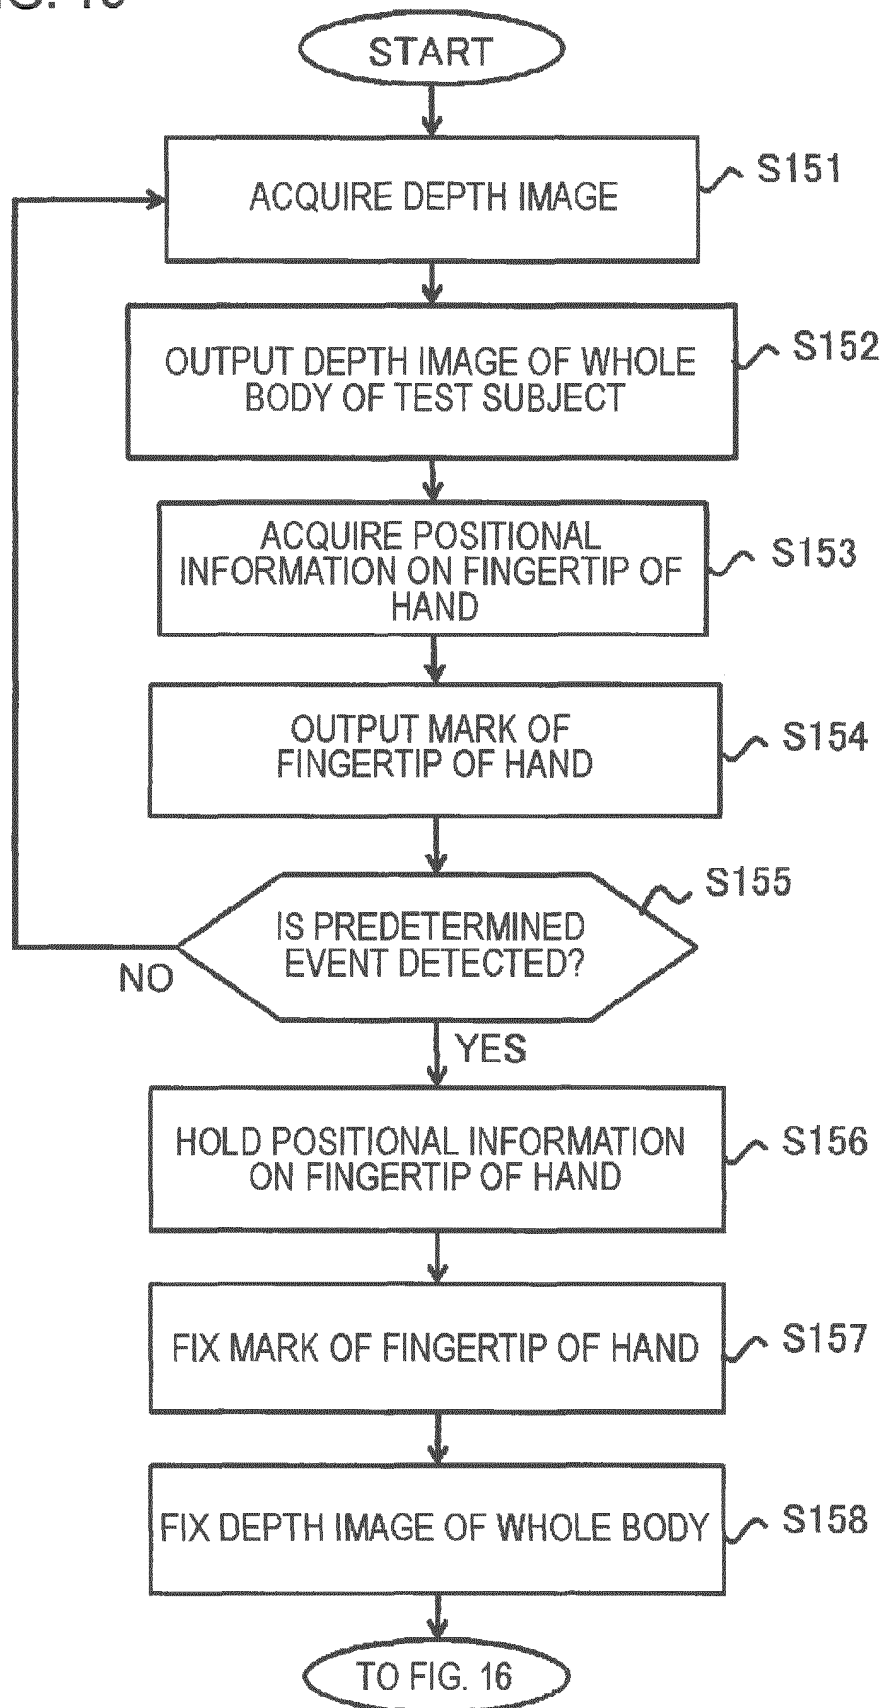 START
ACQUIRE DEPTH IMAGE
S151
OUTPUT DEPTH IMAGE OF WHOLE
BODY OF TEST SUBJECT
S152
ACQUIRE POSITIONAL
INFORMATION ON FINGERTIP OF
HAND
S153
OUTPUT MARK OF
FINGERTIP OF HAND
S154
IS PREDETERMINED
EVENT DETECTED?
S155
NO
YES
HOLD POSITIONAL INFORMATION
ON FINGERTIP OF HAND
S156
FIX MARK OF FINGERTIP OF HAND
S157
FIX DEPTH IMAGE OF WHOLE BODY
S158
TO FIG. 16